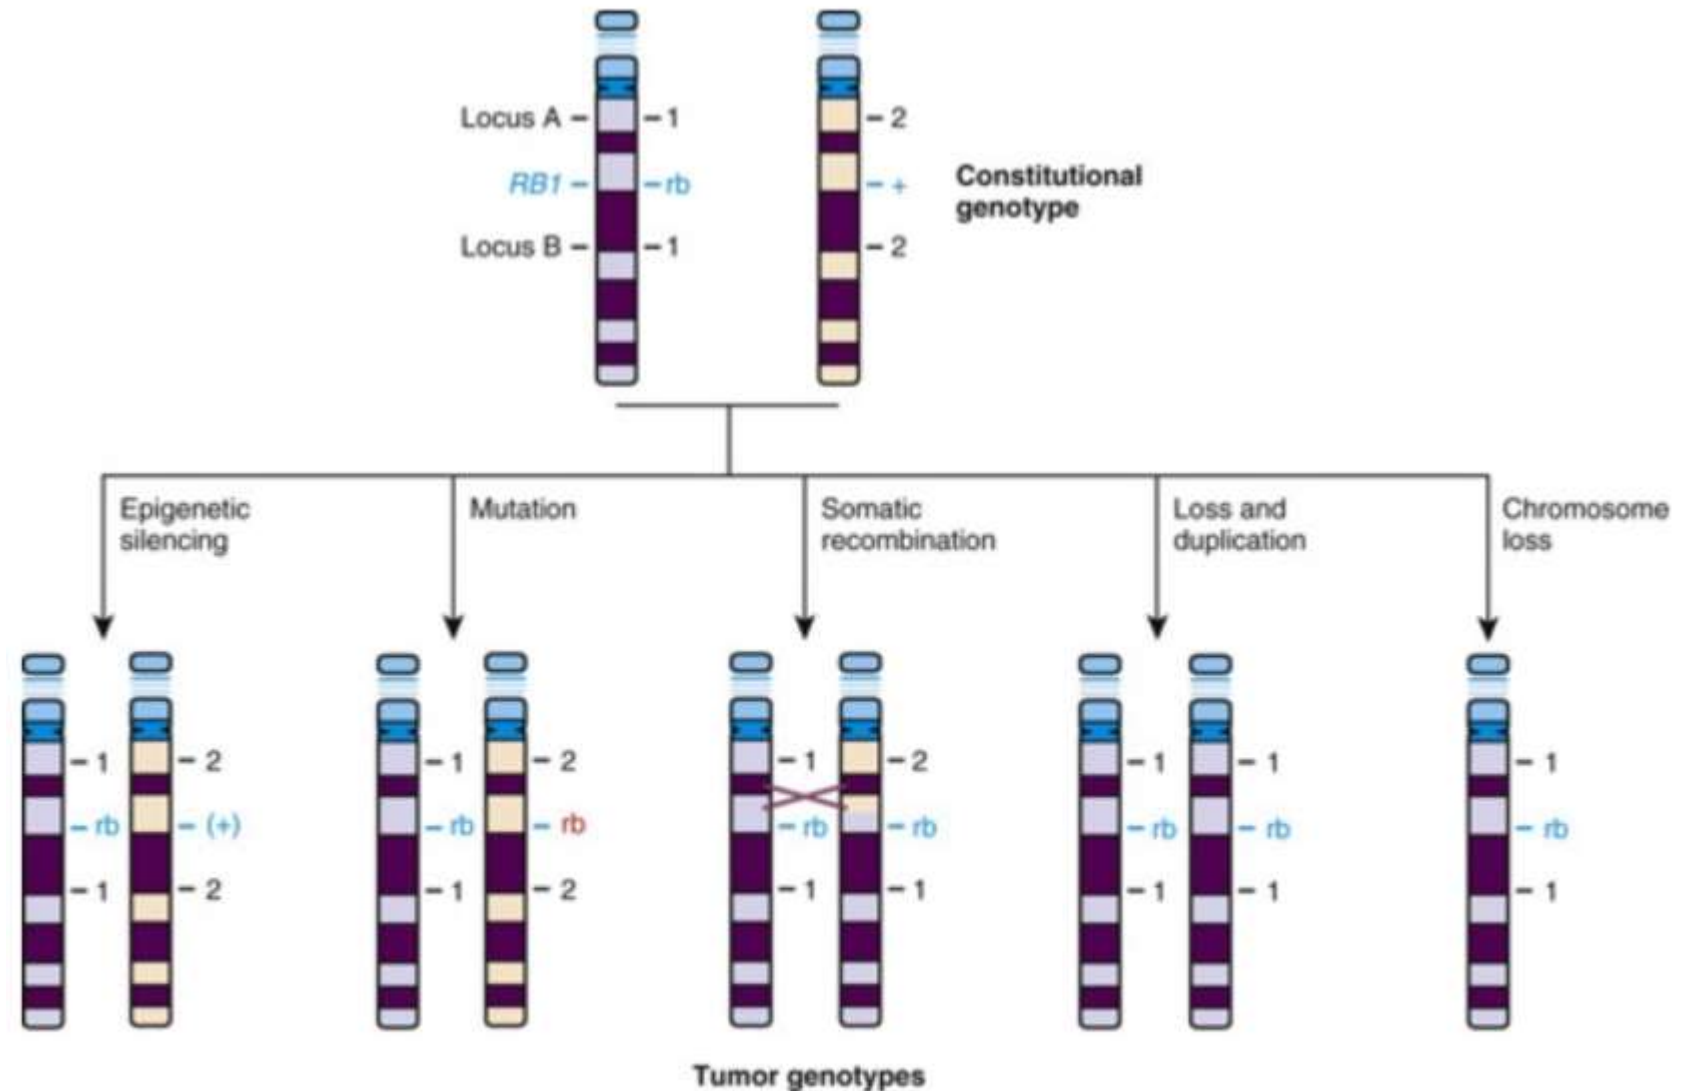 Locus A – – 1 – 2
RB1 – – rb – +
Locus B – – 1 – 2
Constitutional
genotype
Epigenetic
silencing
Mutation
Somatic
recombination
Loss and
duplication
Chromosome
loss
– 1 – 2 – 1 – 2 – 1 – 2 – 1 – 1 – 1
– rb – (+) – rb – rb – rb – rb – rb – rb – rb
– 1 – 2 – 1 – 2 – 1 – 1 – 1 – 1 – 1
Tumor genotypes